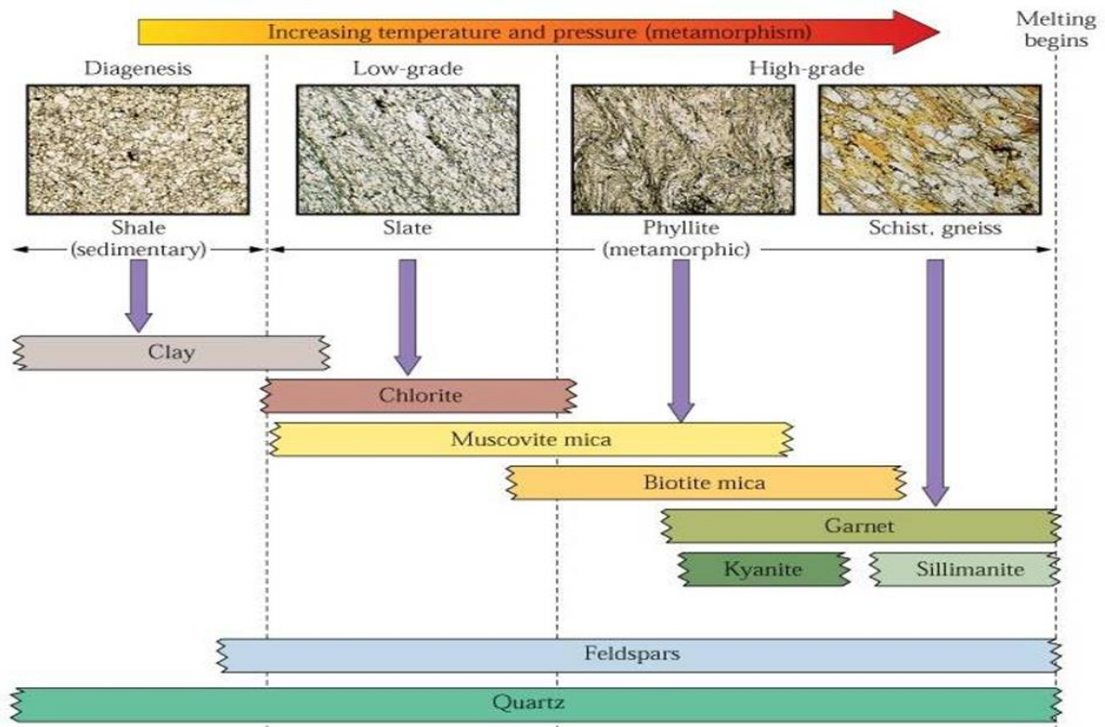 Increasing temperature and pressure (metamorphism)
Melting
begins
Diagenesis
Low-grade
High-grade
Shale
(sedimentary)
Slate
Phyllite
(metamorphic)
Schist, gneiss
Clay
Chlorite
Muscovite mica
Biotite mica
Garnet
Kyanite
Sillimanite
Feldspars
Quartz